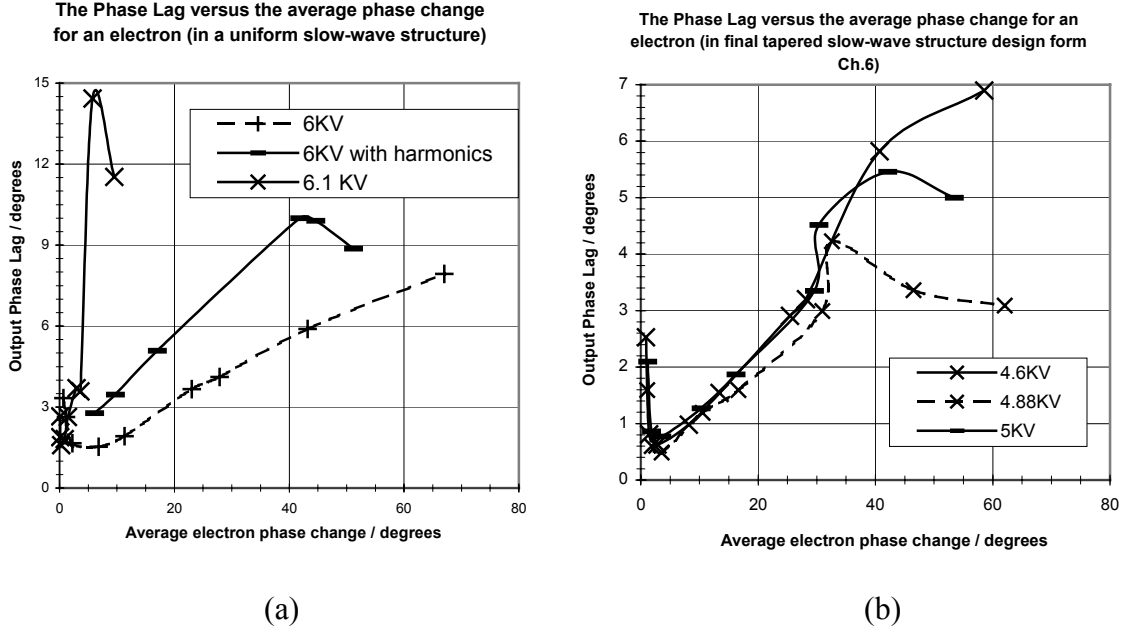 The Phase Lag versus the average phase change
for an electron (in a uniform slow-wave structure)
15
12
9
6
3
0
Output Phase Lag / degrees
6KV
6KV with harmonics
6.1 KV
0 20 40 60 80
Average electron phase change / degrees
(a)
The Phase Lag versus the average phase change for an
electron (in final tapered slow-wave structure design form
Ch.6)
7
6
5
4
3
2
1
0
Output Phase Lag / degrees
4.6KV
4.88KV
5KV
0 20 40 60 80
Average electron phase change / degrees
(b)